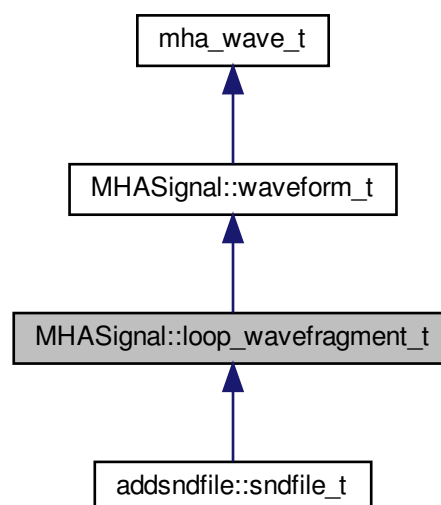 mha_wave_t
MHASignal::waveform_t
MHASignal::loop_wavefragment_t
addsndfile::sndfile_t